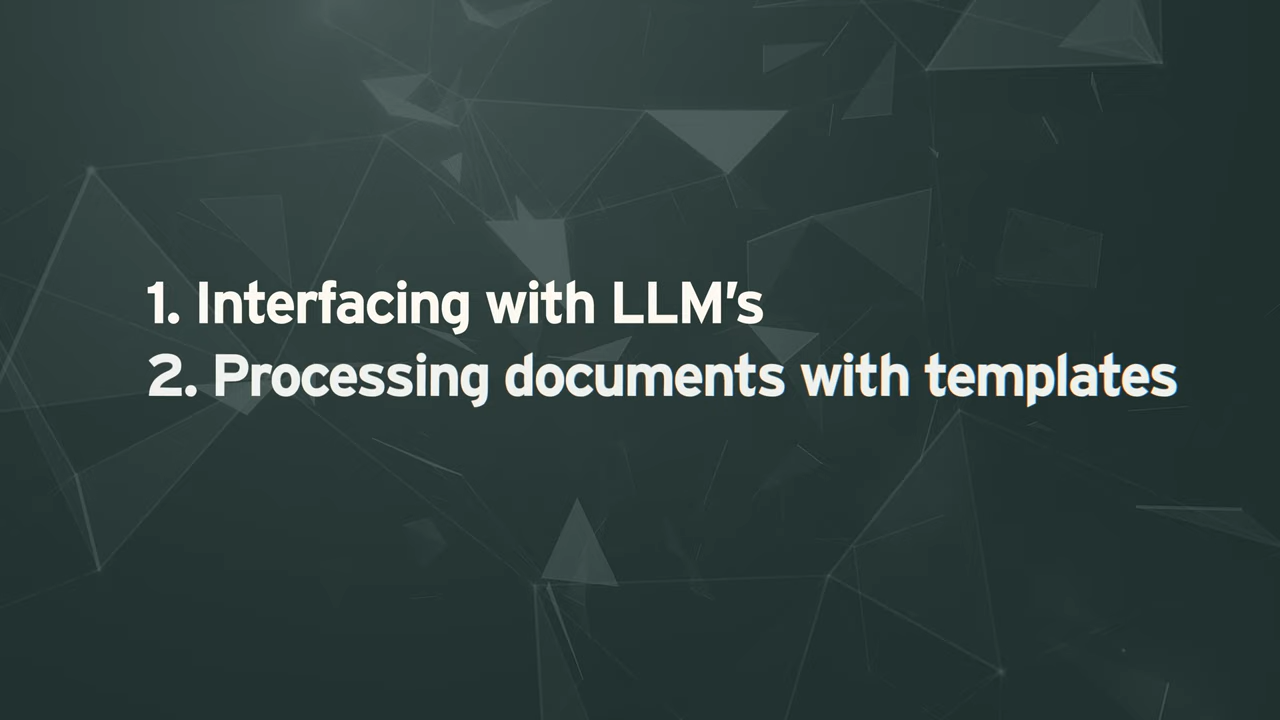 1. Interfacing with LLM’s
2. Processing documents with templates